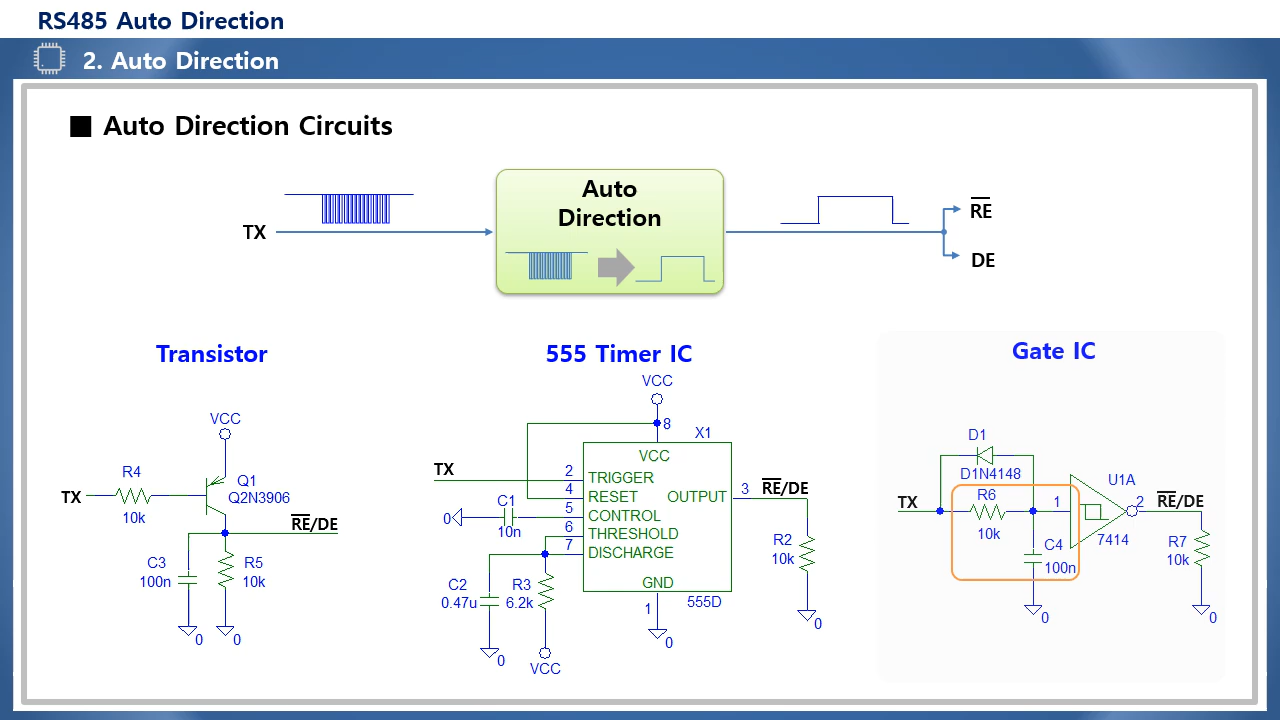 RS485 Auto Direction
2. Auto Direction
■ Auto Direction Circuits
Auto
Direction
TX
RE
DE
Transistor
VCC
R4
TX
10k
Q1
Q2N3906
RE/DE
C3
100n
R5
10k
0
0
555 Timer IC
VCC
8
X1
VCC
TX
2
TRIGGER
4
RESET
OUTPUT
3
RE/DE
C1
5
CONTROL
0
10n
6
THRESHOLD
7
DISCHARGE
R2
10k
C2
0.47u
R3
6.2k
GND
1
555D
0
0
0
VCC
Gate IC
D1
D1N4148
U1A
TX
R6
1
2
RE/DE
10k
7414
C4
100n
R7
10k
0
0